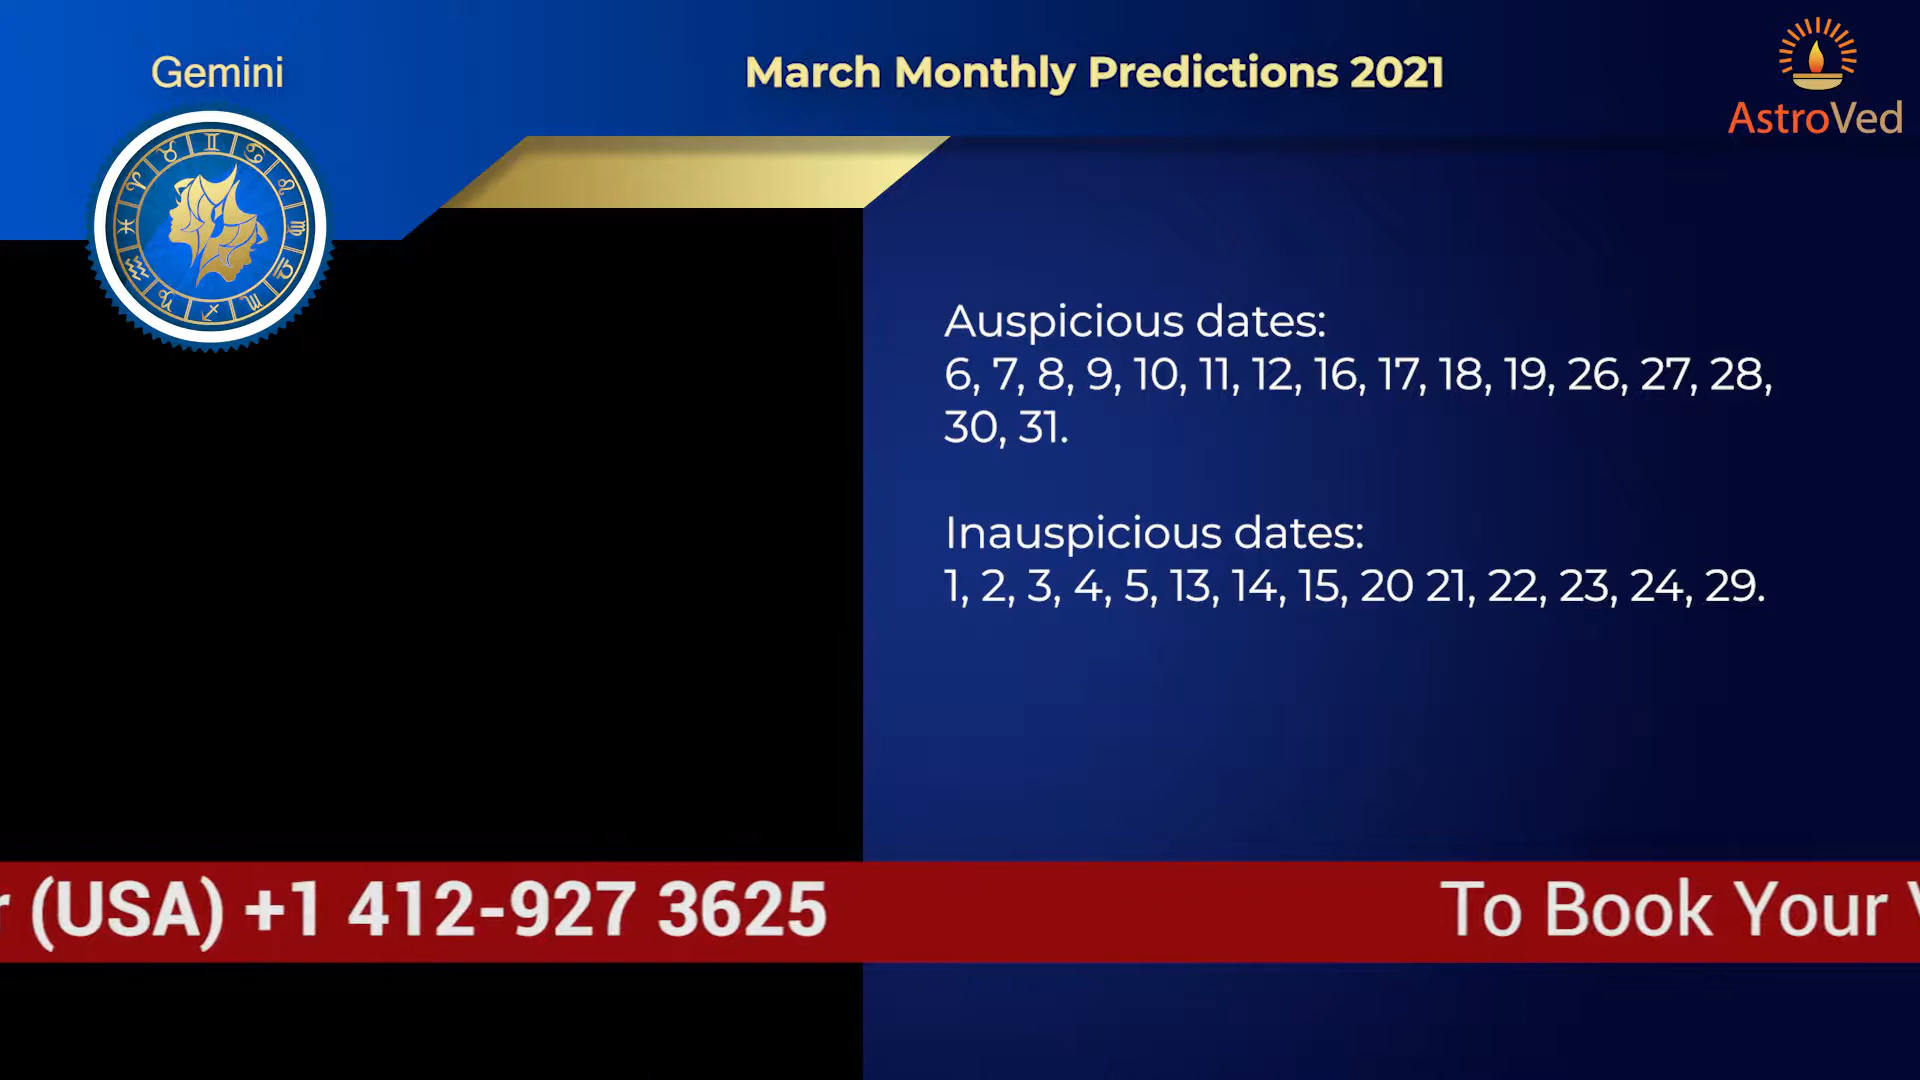 Gemini
March Monthly Predictions 2021
AstroVed
Auspicious dates:
6, 7, 8, 9, 10, 11, 12, 16, 17, 18, 19, 26, 27, 28,
30, 31.
Inauspicious dates:
1, 2, 3, 4, 5, 13, 14, 15, 20 21, 22, 23, 24, 29.
(USA) +1 412-927 3625
To Book Your